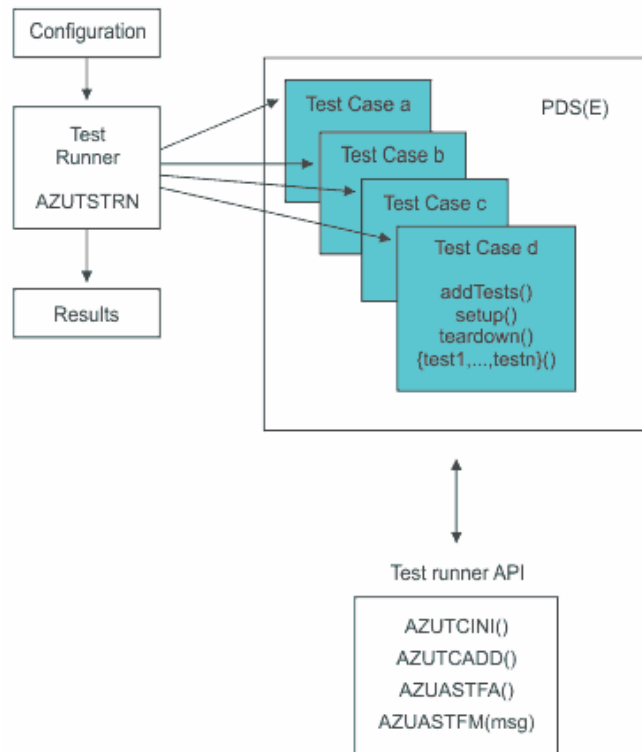 Configuration
Test
Runner
AZUTSTRN
Results
PDS(E)
Test Case a
Test Case b
Test Case c
Test Case d
addTests()
setup()
teardown()
{test1,...,testn}()
Test runner API
AZUTCINI()
AZUTCADD()
AZUASTFA()
AZUASTFM(msg)